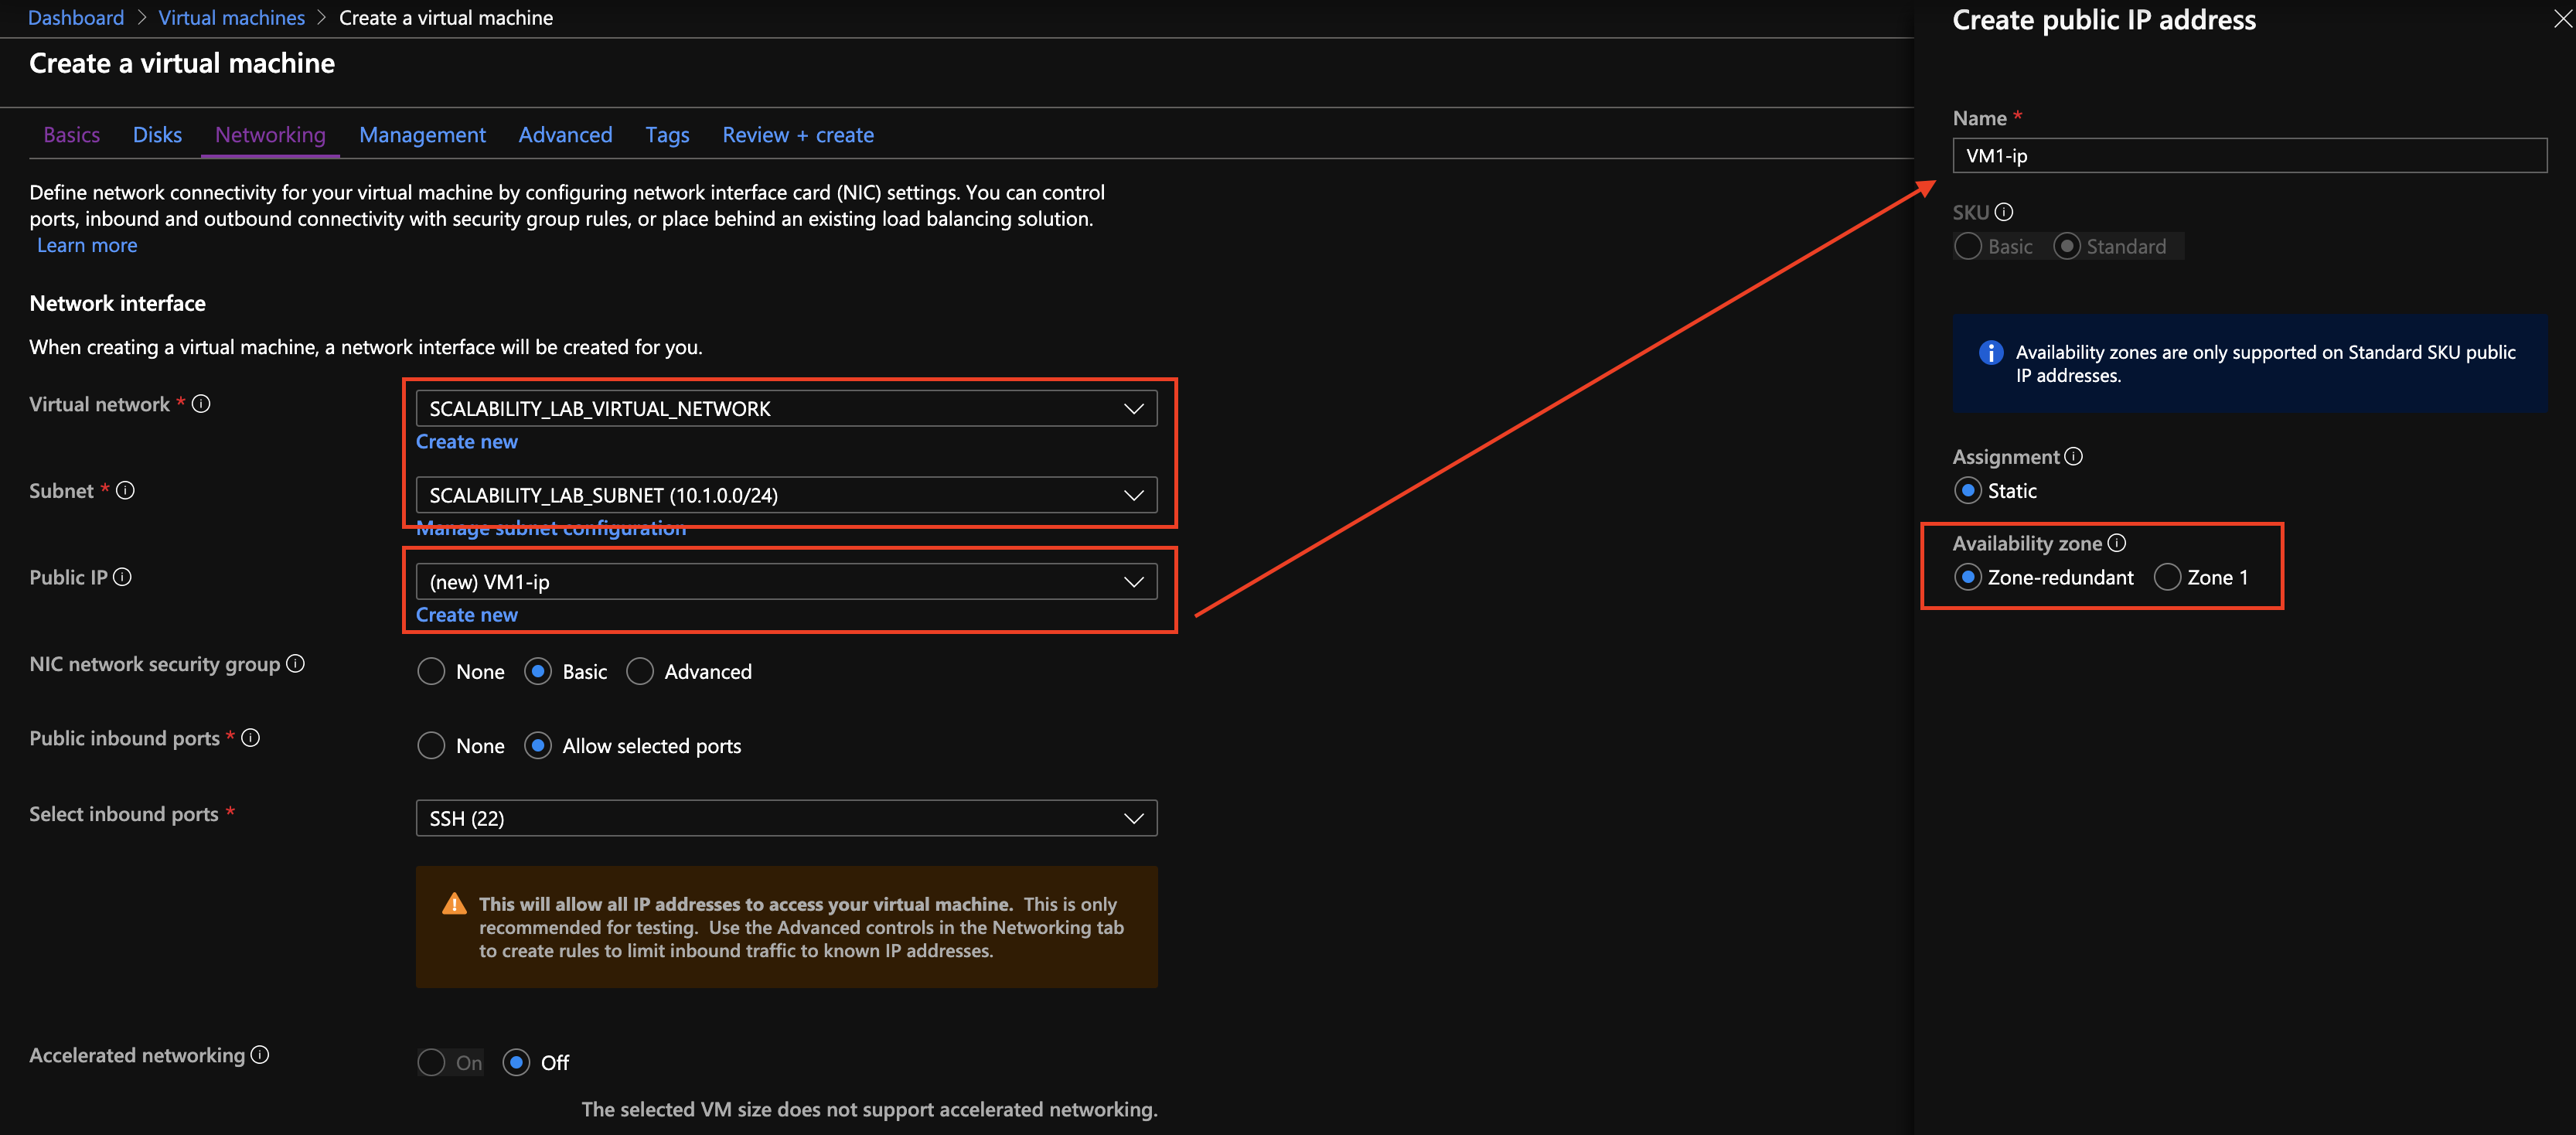 Dashboard > Virtual machines > Create a virtual machine
Create a virtual machine
Basics Disks Networking Management Advanced Tags Review + create
Define network connectivity for your virtual machine by configuring network interface card (NIC) settings. You can control
ports, inbound and outbound connectivity with security group rules, or place behind an existing load balancing solution.
Learn more
Network interface
When creating a virtual machine, a network interface will be created for you.
Virtual network *
SCALABILITY_LAB_VIRTUAL_NETWORK
Create new
Subnet *
SCALABILITY_LAB_SUBNET (10.1.0.0/24)
Manage subnet configuration
Public IP
(new) VM1-ip
Create new
NIC network security group
None Basic Advanced
Public inbound ports *
None Allow selected ports
Select inbound ports *
SSH (22)
This will allow all IP addresses to access your virtual machine. This is only
recommended for testing. Use the Advanced controls in the Networking tab
to create rules to limit inbound traffic to known IP addresses.
Accelerated networking
On Off
The selected VM size does not support accelerated networking.
Create public IP address
Name *
VM1-ip
SKU
Basic Standard
Availability zones are only supported on Standard SKU public
IP addresses.
Assignment
Static
Availability zone
Zone-redundant Zone 1